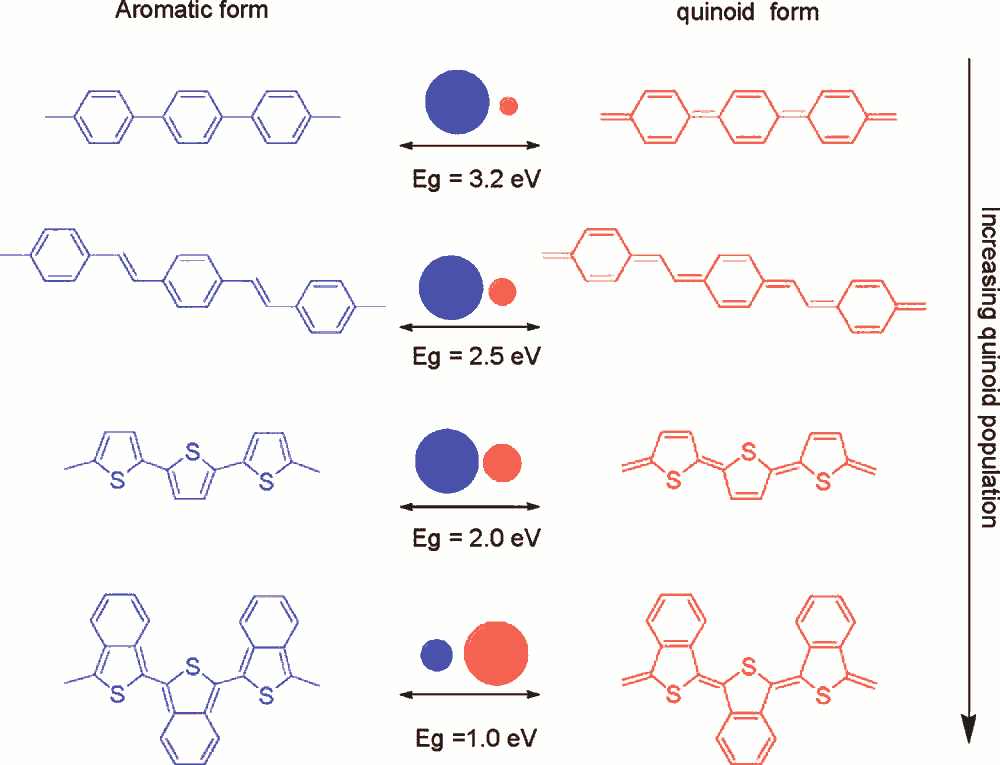 Aromatic form
quinoid form
Eg = 3.2 eV
Eg = 2.5 eV
S
S
S
Eg = 2.0 eV
S
S
S
S
S
S
Eg =1.0 eV
S
S
S
Increasing quinoid population